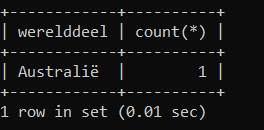 +------------+----------+
| werelddeel | count(*) |
+------------+----------+
| Australië  |        1 |
+------------+----------+
1 row in set (0.01 sec)